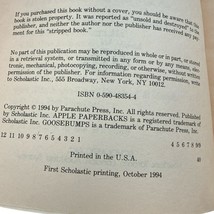 If you purchased this book without a cover, you should be aware that the
book is stolen property. It was reported as "unsold and destroyed" to the
publisher, and neither the author nor the publisher has received any pay-
ment for this "stripped book."
No part of this publication may be reproduced in whole or in part, or stored
in a retrieval system, or transmitted in any form or by any means, elec-
tronic, mechanical, photocopying, recording, or otherwise, without written
permission of the publisher. For information regarding permission, write
to Scholastic Inc., 555 Broadway, New York, NY 10012.
ISBN 0-590-48354-4
Copyright © 1994 by Parachute Press, Inc. All rights reserved. Published
by Scholastic Inc. APPLE PAPERBACKS is a registered trademark of
Scholastic Inc. GOOSEBUMPS is a trademark of Parachute Press, Inc.
12 11 10 9 8 7 6 5 4 3 2 1 4 5 6 7 8 9
Printed in the U.S.A. 40
First Scholastic printing, October 1994